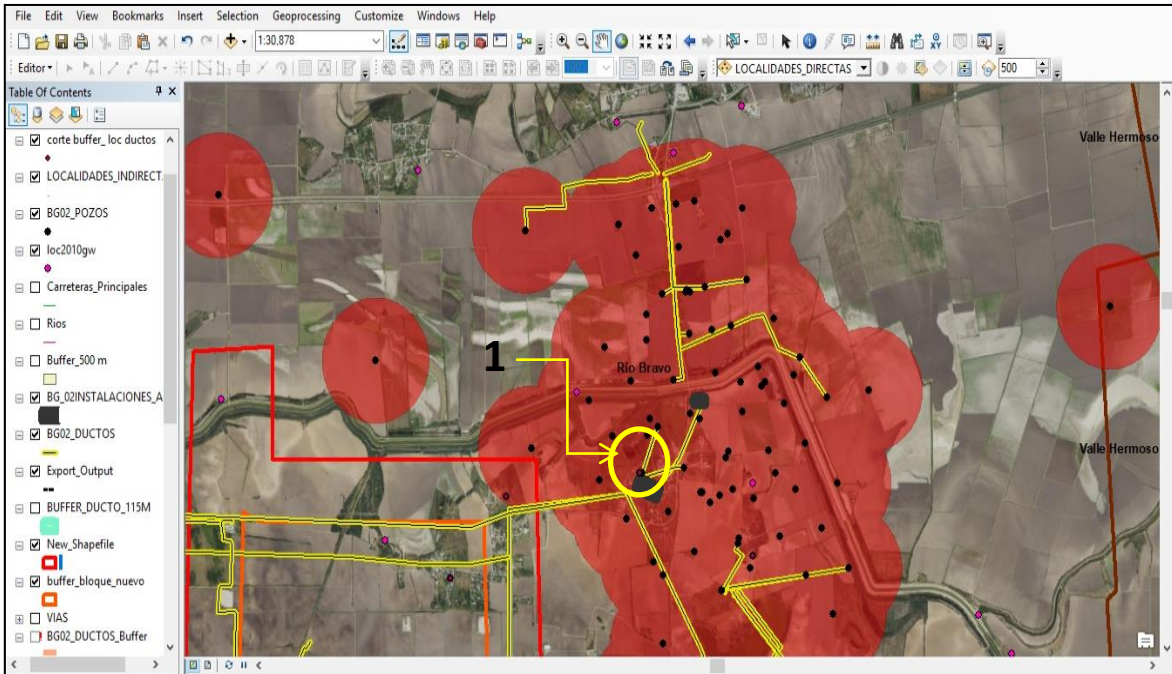 File Edit View Bookmarks Insert Selection Geoprocessing Customize Windows Help
1:30,878
Editor
LOCALIDADES_DIRECTAS
500
Table Of Contents
corte buffer_ loc ductos
LOCALIDADES_INDIRECT.
BG02_POZOS
loc2010gw
Carreteras_Principales
Rios
Buffer_500 m
BG_02INSTALACIONES_A
BG02_DUCTOS
Export_Output
BUFFER_DUCTO_115M
New_Shapefile
buffer_bloque_nuevo
VIAS
BG02_DUCTOS_Buffer
Valle Hermoso
1
Río Bravo
Valle Hermoso